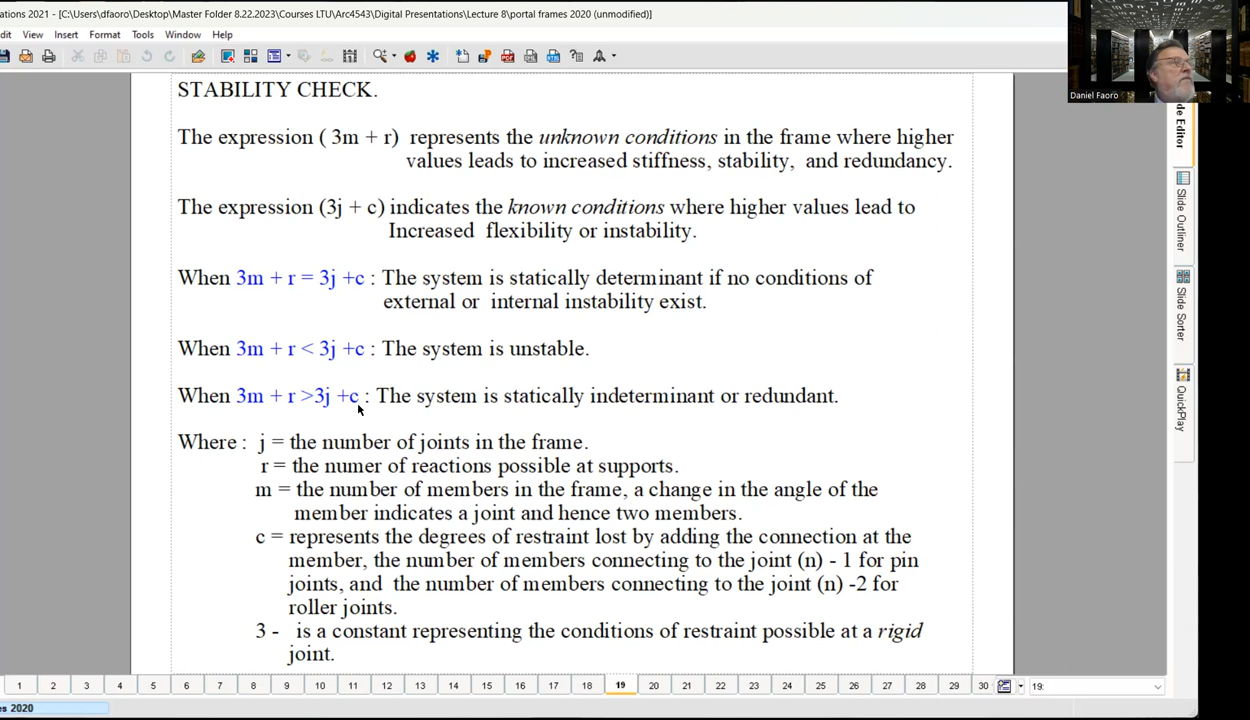 ations 2021 - [C:\Users\dfaoro\Desktop\Master Folder 8.22.2023\Courses LTU\Arc4543\Digital Presentations\Lecture 8\portal frames 2020 (unmodified)]
dit View Insert Format Tools Window Help
Daniel Faoro
STABILITY CHECK.
The expression ( 3m + r) represents the unknown conditions in the frame where higher
values leads to increased stiffness, stability, and redundancy.
The expression (3j + c) indicates the known conditions where higher values lead to
Increased flexibility or instability.
When 3m + r = 3j +c : The system is statically determinant if no conditions of
external or internal instability exist.
When 3m + r < 3j +c : The system is unstable.
When 3m + r >3j +c : The system is statically indeterminant or redundant.
Where : j = the number of joints in the frame.
r = the numer of reactions possible at supports.
m = the number of members in the frame, a change in the angle of the
member indicates a joint and hence two members.
c = represents the degrees of restraint lost by adding the connection at the
member, the number of members connecting to the joint (n) - 1 for pin
joints, and the number of members connecting to the joint (n) -2 for
roller joints.
3 - is a constant representing the conditions of restraint possible at a rigid
joint.
de Editor
Slide Outliner
Slide Sorter
QuickPlay
1 2 3 4 5 6 7 8 9 10 11 12 13 14 15 16 17 18 19 20 21 22 23 24 25 26 27 28 29 30 19:
es 2020